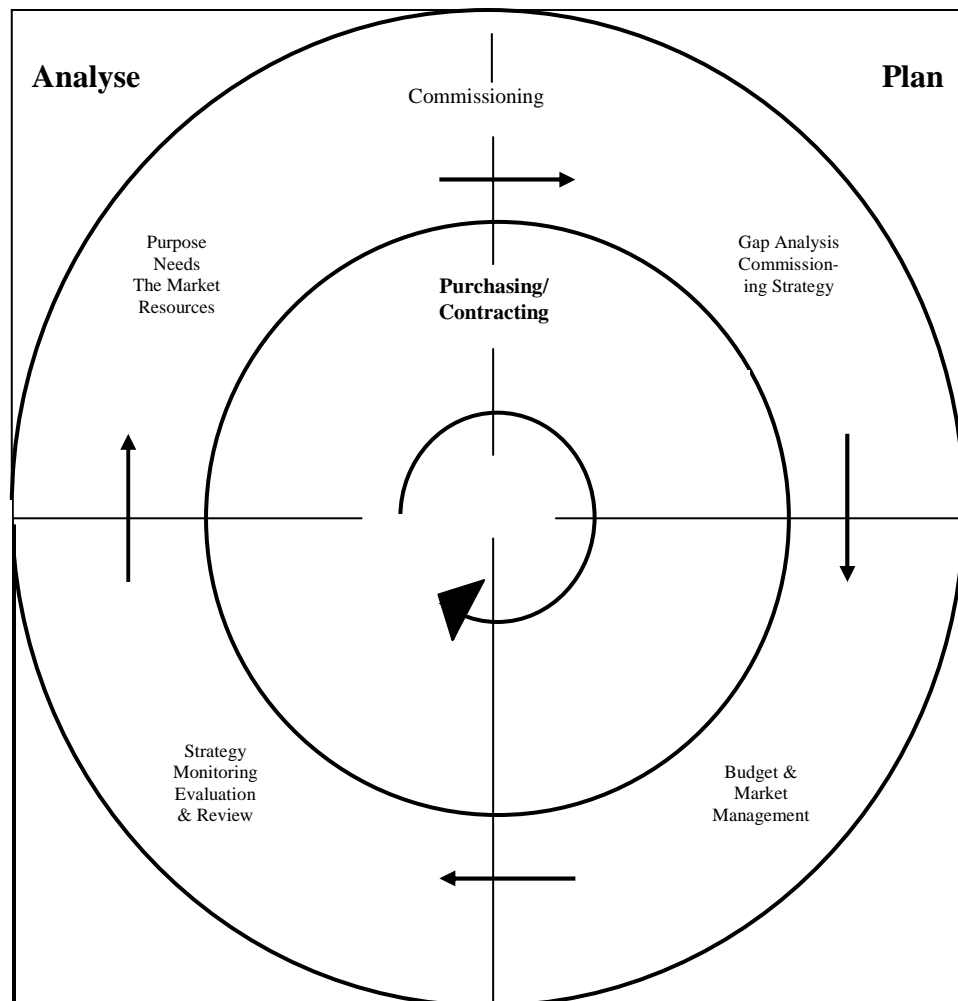 Analyse
Plan
Commissioning
Purpose
Needs
The Market
Resources
Gap Analysis
Commission-
ing Strategy
Purchasing/
Contracting
Strategy
Monitoring
Evaluation
& Review
Budget &
Market
Management